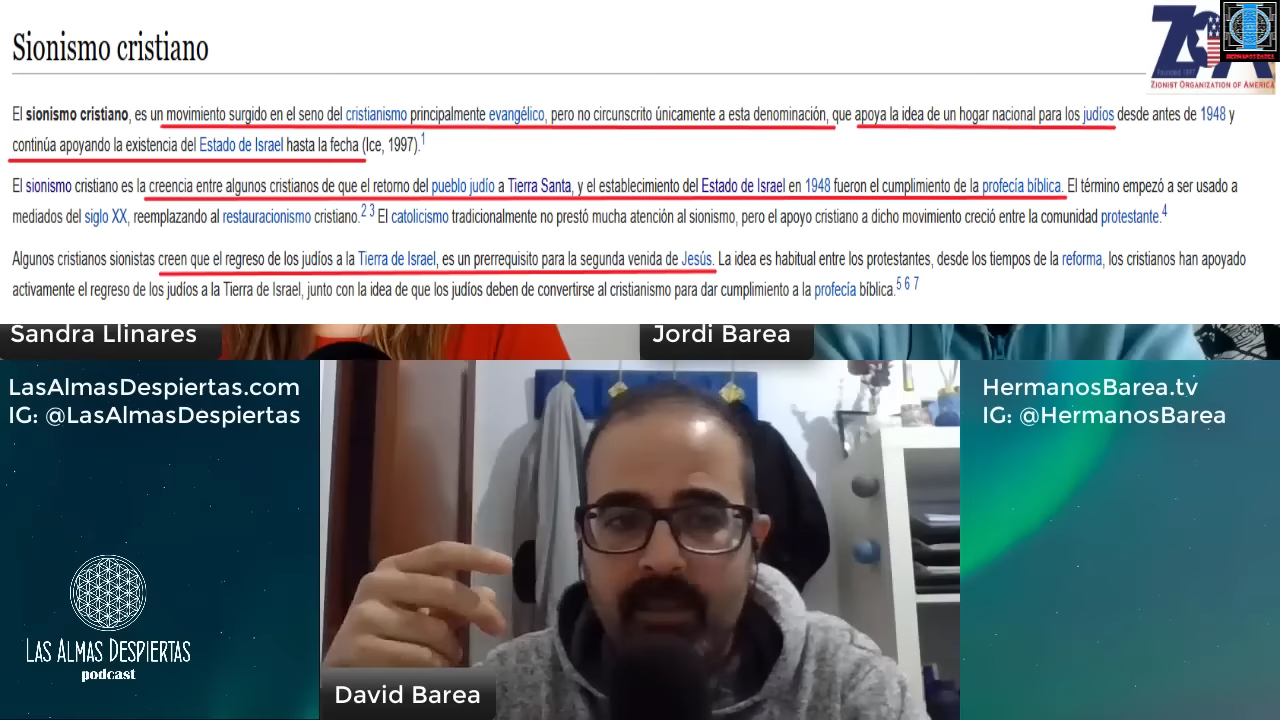 Sionismo cristiano
ZIONIST ORGANIZATION OF AMERICA
El sionismo cristiano, es un movimiento surgido en el seno del cristianismo principalmente evangélico, pero no circunscrito únicamente a esta denominación, que apoya la idea de un hogar nacional para los judíos desde antes de 1948 y
continúa apoyando la existencia del Estado de Israel hasta la fecha (Ice, 1997).1
El sionismo cristiano es la creencia entre algunos cristianos de que el retorno del pueblo judío a Tierra Santa, y el establecimiento del Estado de Israel en 1948 fueron el cumplimiento de la profecía bíblica. El término empezó a ser usado a
mediados del siglo XX, reemplazando al restauracionismo cristiano.2 3 El catolicismo tradicionalmente no prestó mucha atención al sionismo, pero el apoyo cristiano a dicho movimiento creció entre la comunidad protestante.4
Algunos cristianos sionistas creen que el regreso de los judíos a la Tierra de Israel, es un prerrequisito para la segunda venida de Jesús. La idea es habitual entre los protestantes, desde los tiempos de la reforma, los cristianos han apoyado
activamente el regreso de los judíos a la Tierra de Israel, junto con la idea de que los judíos deben de convertirse al cristianismo para dar cumplimiento a la profecía bíblica.5 6 7
Sandra Llinares
Jordi Barea
LasAlmasDespiertas.com
IG: @LasAlmasDespiertas
HermanosBarea.tv
IG: @HermanosBarea
LAS ALMAS DESPIERTAS
podcast
David Barea